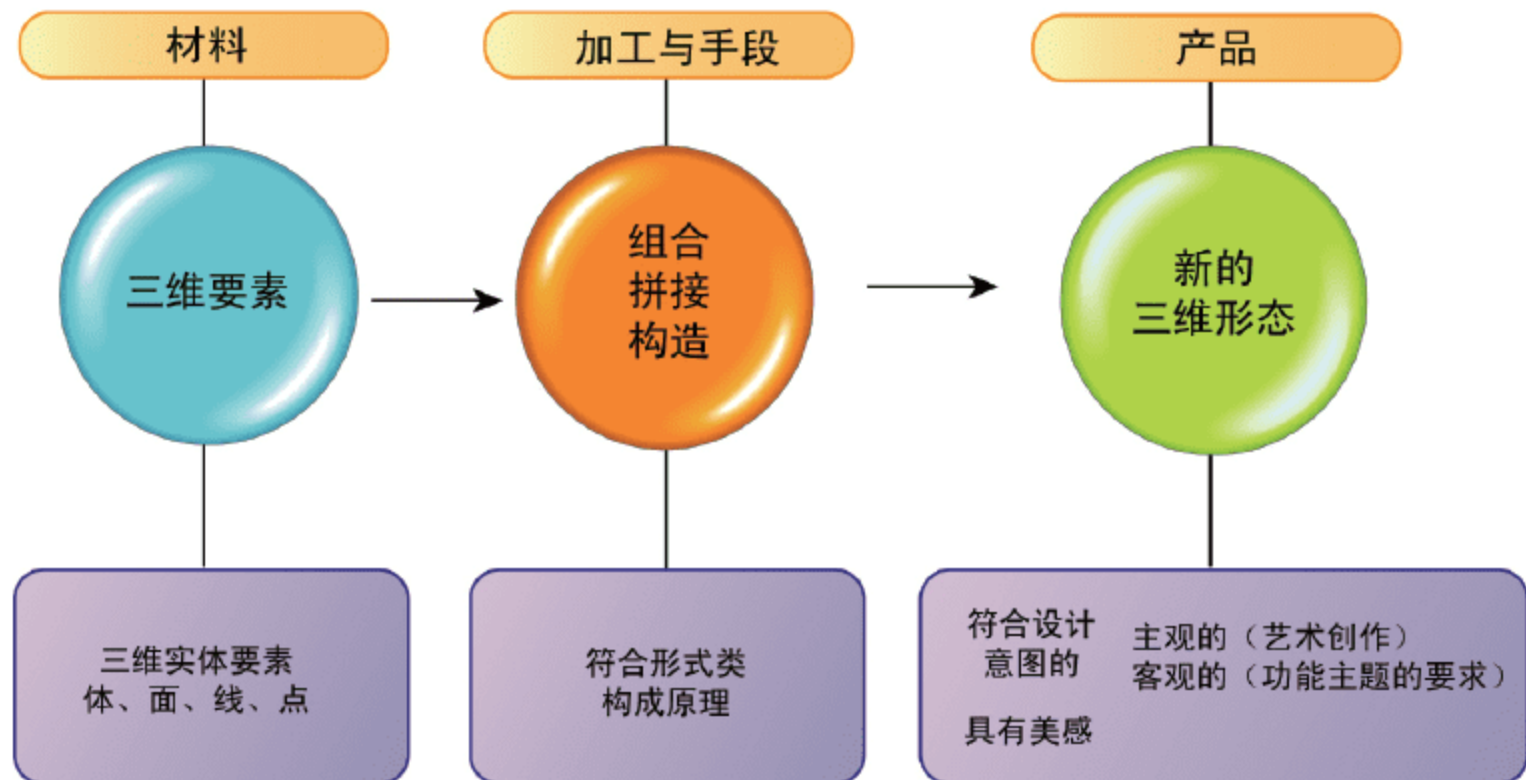 材料
加工与手段
产品
三维要素
组合
拼接
构造
新的
三维形态
三维实体要素
体、面、线、点
符合形式类
构成原理
符合设计
意图的
主观的（艺术创作）
客观的（功能主题的要求）
具有美感